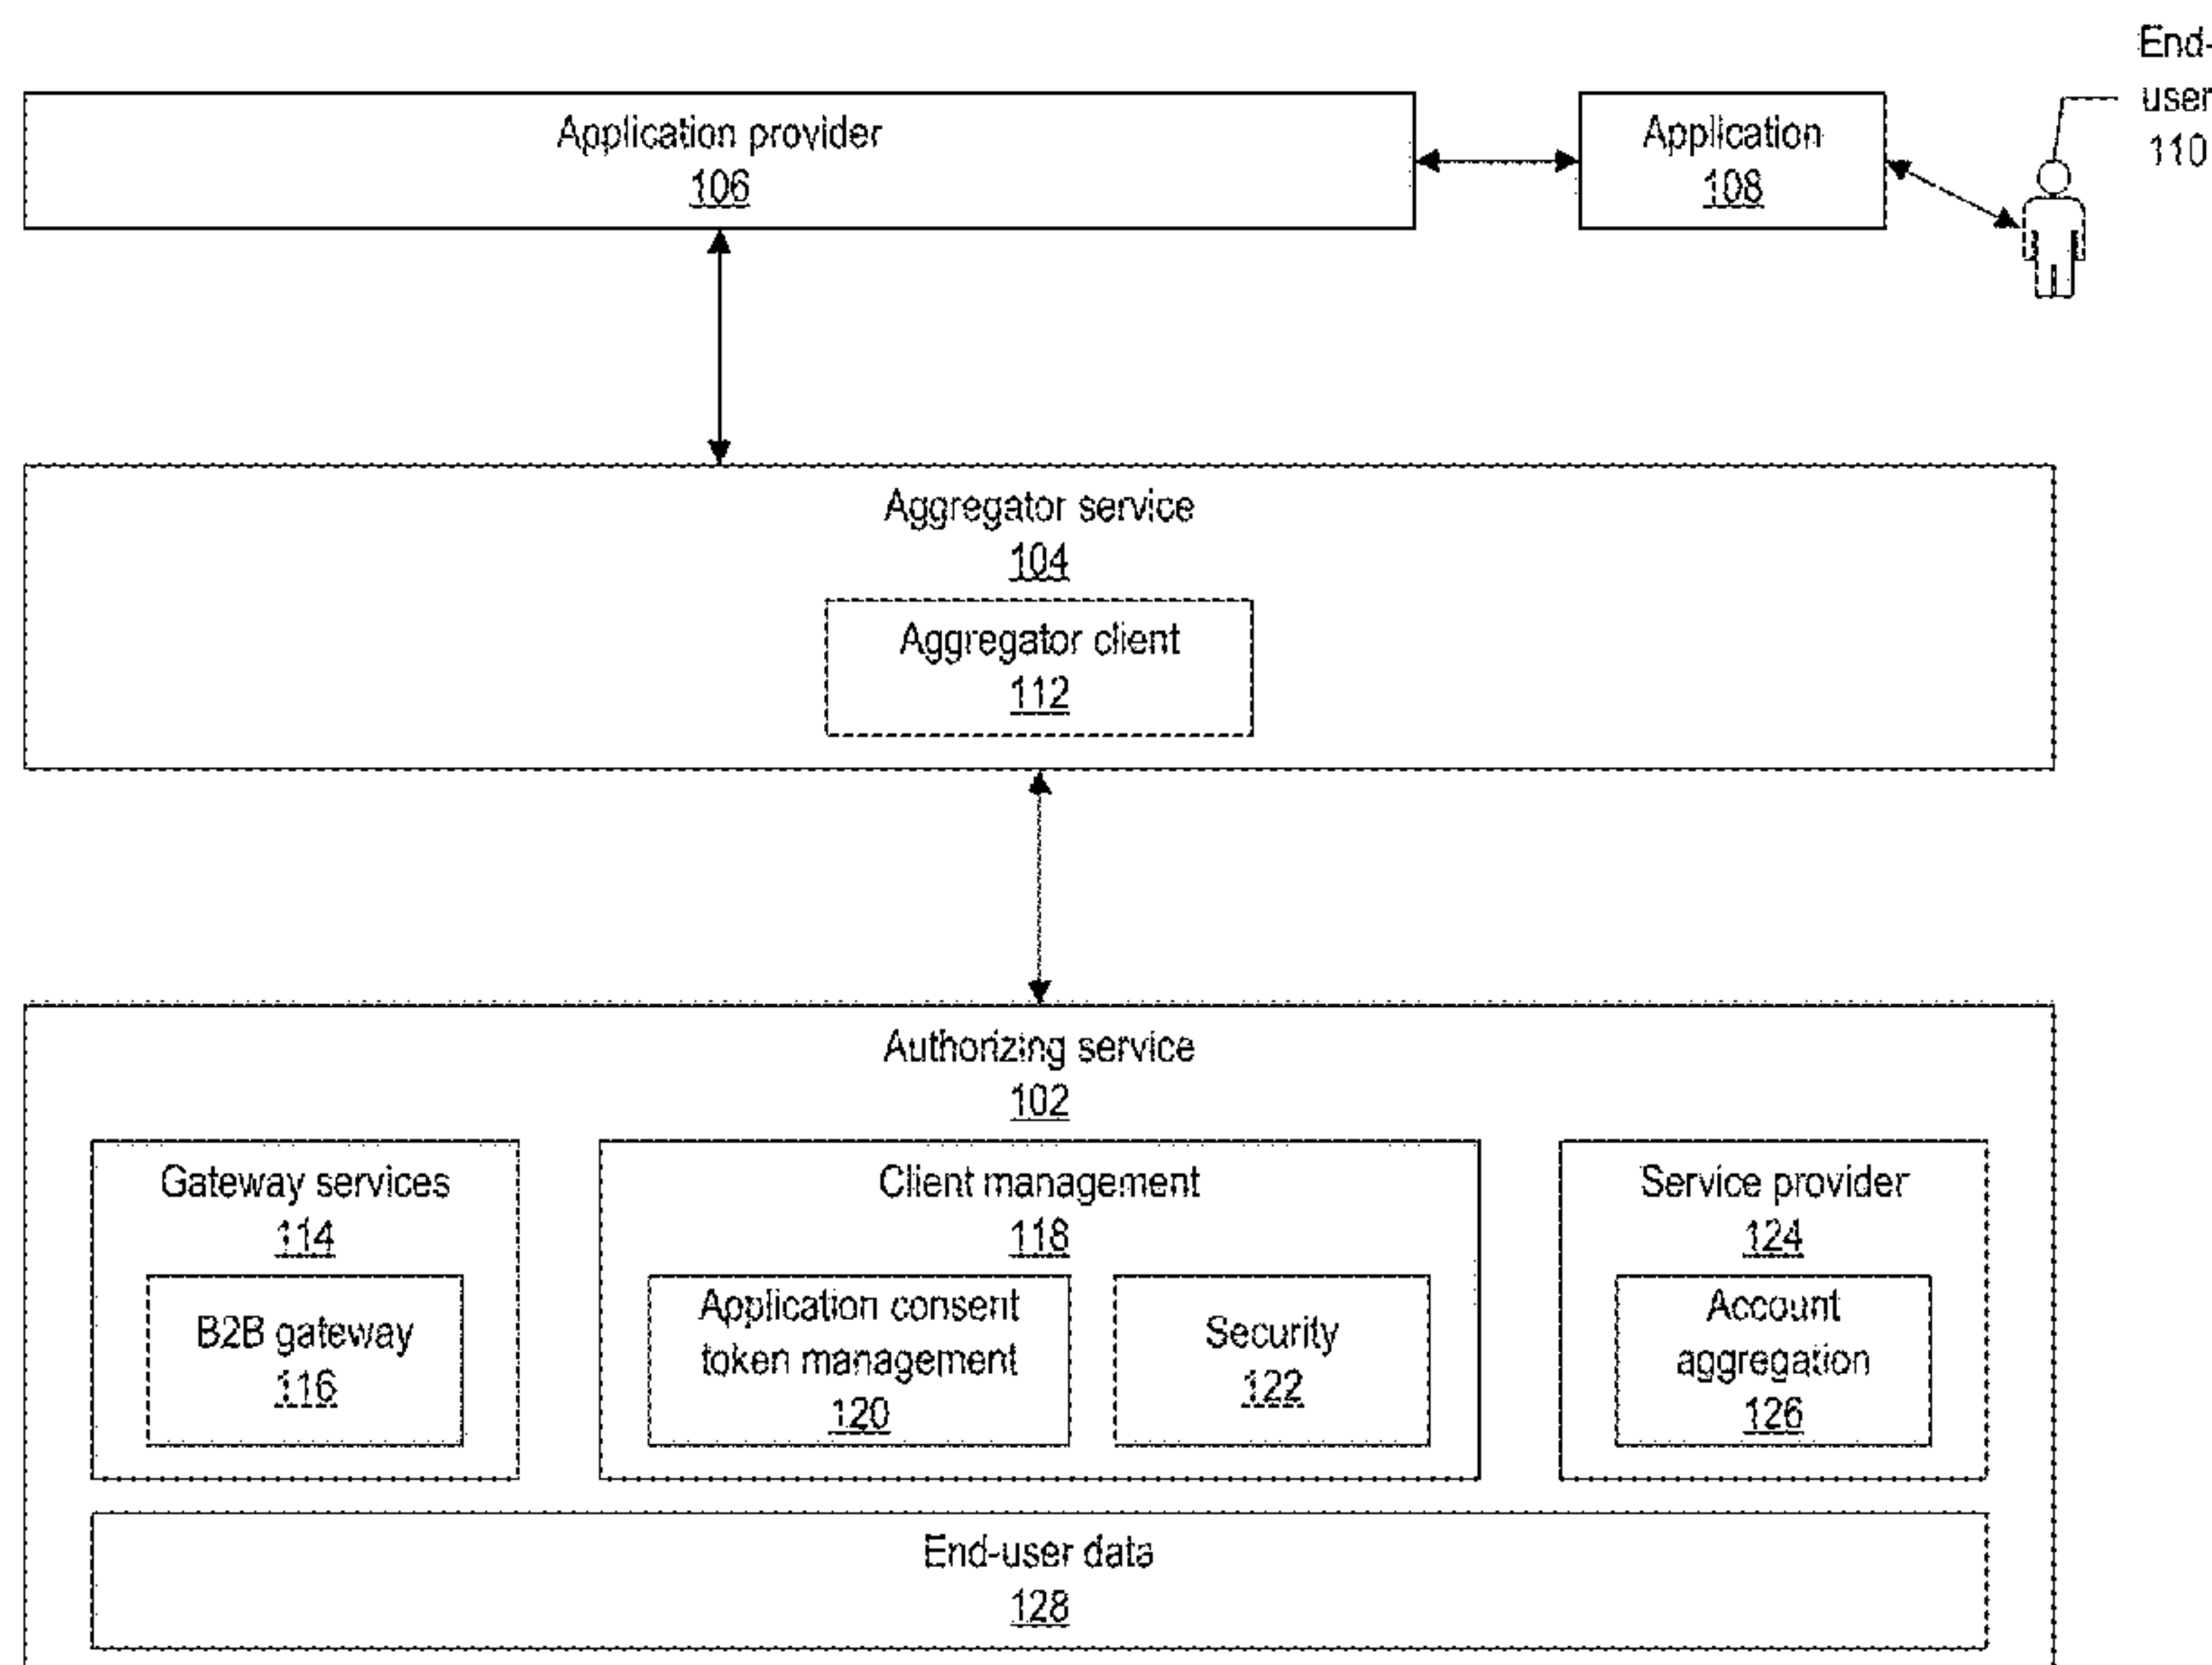 End-
user
110
Application provider
106
Application
108
Aggregator service
104
Aggregator client
112
Authorizing service
102
Gateway services
114
B2B gateway
116
Client management
118
Application consent
token management
120
Security
122
Service provider
124
Account
aggregation
126
End-user data
128